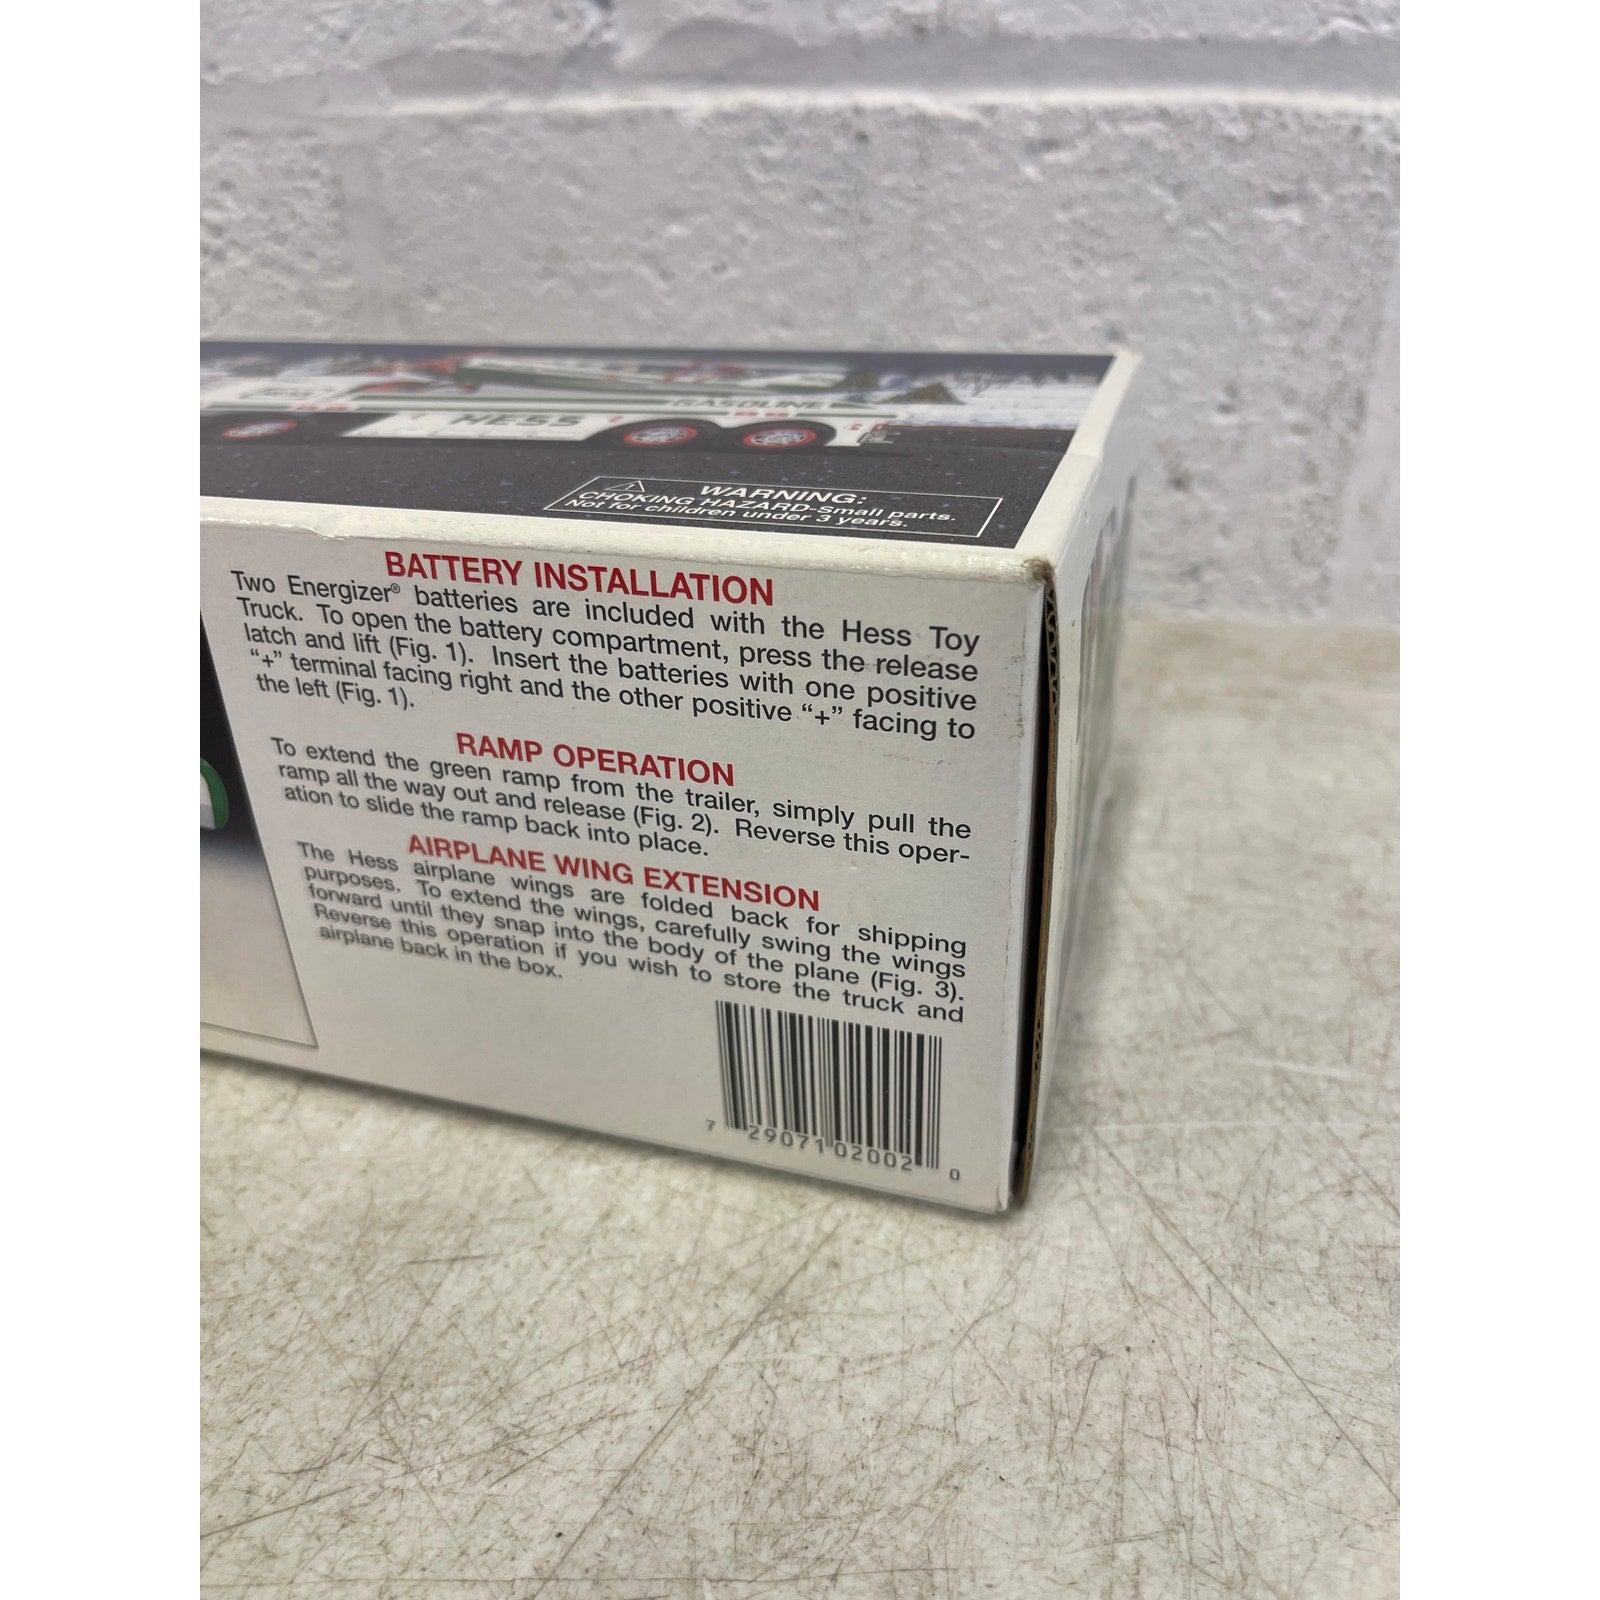 GASOLINE
HESS
WARNING:
CHOKING HAZARD-Small parts.
Not for children under 3 years.
BATTERY INSTALLATION
Two Energizer® batteries are included with the Hess Toy
Truck. To open the battery compartment, press the release
latch and lift (Fig. 1). Insert the batteries with one positive
“+” terminal facing right and the other positive “+” facing to
the left (Fig. 1).
RAMP OPERATION
To extend the green ramp from the trailer, simply pull the
ramp all the way out and release (Fig. 2). Reverse this oper-
ation to slide the ramp back into place.
AIRPLANE WING EXTENSION
The Hess airplane wings are folded back for shipping
purposes. To extend the wings, carefully swing the wings
forward until they snap into the body of the plane (Fig. 3).
Reverse this operation if you wish to store the truck and
airplane back in the box.
7 29071 02002 0